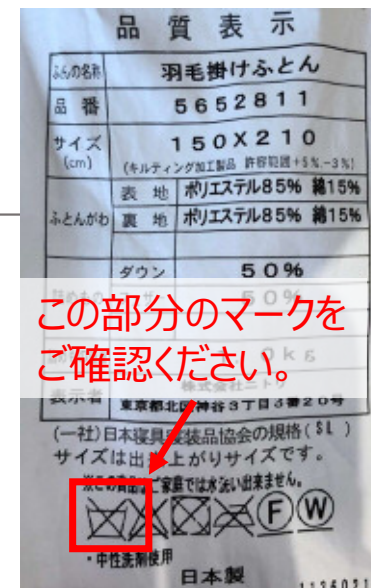 品質表示
ふとんの名称 羽毛掛けふとん
品番 5652811
サイズ(cm) 150X210
(キルティング加工製品 許容範囲+5%,-3%)
ふとんがわ 表地 ポリエステル85% 綿15%
裏地 ポリエステル85% 綿15%
ダウン 50%
50%
この部分のマークを
ご確認ください。
kg
表示者 株式会社ニトリ
東京都北区神谷3丁目3番20号
(一社)日本寝具寝装品協会の規格(SL)
サイズは出来上がりサイズです。
ご家庭では水洗い出来ません。
F W
・中性洗剤使用
日本製